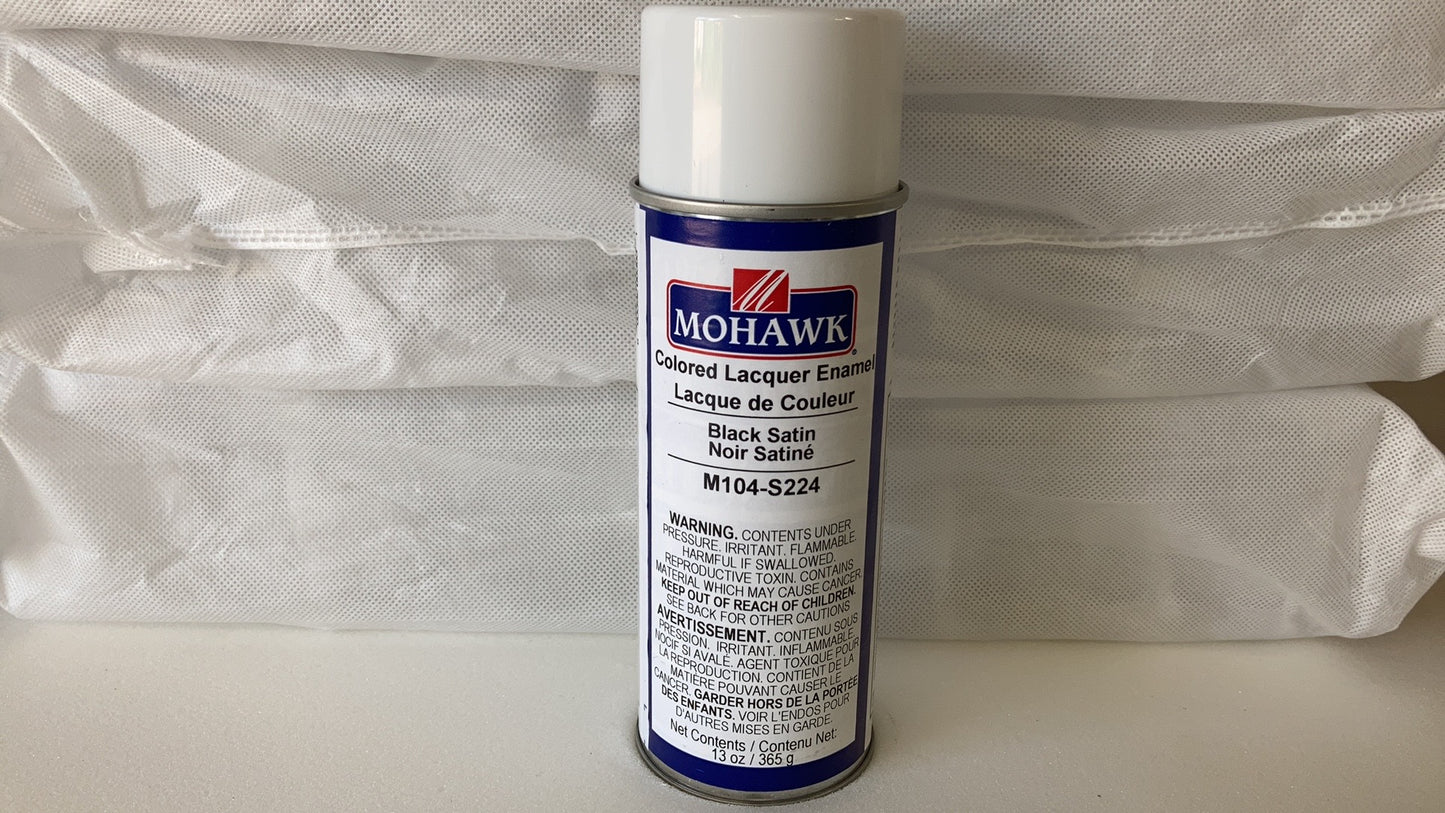 MOHAWK®
Colored Lacquer Enamel
Lacque de Couleur
Black Satin
Noir Satiné
M104-S224
WARNING. CONTENTS UNDER
PRESSURE. IRRITANT. FLAMMABLE.
HARMFUL IF SWALLOWED.
REPRODUCTIVE TOXIN. CONTAINS
MATERIAL WHICH MAY CAUSE CANCER.
KEEP OUT OF REACH OF CHILDREN.
SEE BACK FOR OTHER CAUTIONS
AVERTISSEMENT. CONTENU SOUS
PRESSION. IRRITANT. INFLAMMABLE.
NOCIF SI AVALÉ. AGENT TOXIQUE POUR
LA REPRODUCTION. CONTIENT DE LA
MATIÈRE POUVANT CAUSER LE
CANCER. GARDER HORS DE LA PORTÉE
DES ENFANTS. VOIR L'ENDOS POUR
D'AUTRES MISES EN GARDE.
Net Contents / Contenu Net:
13 oz / 365 g